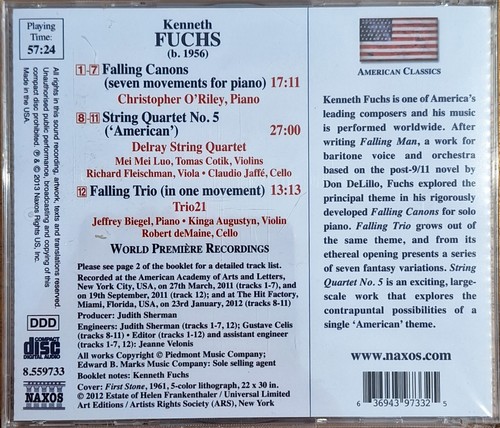 Playing
Time:
57:24
Kenneth
FUCHS
(b. 1956)
1-7 Falling Canons
(seven movements for piano) 17:11
Christopher O'Riley, Piano
8-11 String Quartet No. 5
('American') 27:00
Delray String Quartet
Mei Mei Luo, Tomas Cotik, Violins
Richard Fleischman, Viola • Claudio Jaffé, Cello
12 Falling Trio (in one movement) 13:13
Trio21
Jeffrey Biegel, Piano • Kinga Augustyn, Violin
Robert deMaine, Cello
WORLD PREMIÈRE RECORDINGS
Please see page 2 of the booklet for a detailed track list.
Recorded at the American Academy of Arts and Letters,
New York City, USA, on 27th March, 2011 (tracks 1-7), and
on 19th September, 2011 (track 12); and at The Hit Factory,
Miami, Florida, USA, on 23rd January, 2012 (tracks 8-11)
Producer: Judith Sherman
Engineers: Judith Sherman (tracks 1-7, 12); Gustave Celis
(tracks 8-11) • Editor (tracks 1-12) and assistant engineer
(tracks 1-7, 12): Jeanne Velonis
All works Copyright © Piedmont Music Company;
Edward B. Marks Music Company: Sole selling agent
Booklet notes: Kenneth Fuchs
Cover: First Stone, 1961, 5-color lithograph, 22 x 30 in.
© 2012 Estate of Helen Frankenthaler / Universal Limited
Art Editions / Artists Rights Society (ARS), New York
All rights in this sound recording, artwork, texts and translations reserved.
Unauthorised public performance, broadcasting and copying of this
compact disc prohibited. ℗ & © 2013 Naxos Rights US, Inc.
Made in the USA.
DDD
COMPACT
disc
DIGITAL AUDIO
8.559733
NAXOS
AMERICAN CLASSICS
Kenneth Fuchs is one of America's
leading composers and his music
is performed worldwide. After
writing Falling Man, a work for
baritone voice and orchestra
based on the post-9/11 novel by
Don DeLillo, Fuchs explored the
principal theme in his rigorously
developed Falling Canons for solo
piano. Falling Trio grows out
of the same theme, and from its
ethereal opening presents a series
of seven fantasy variations. String
Quartet No. 5 is an exciting, large-
scale work that explores the
contrapuntal possibilities of a
single 'American' theme.
www.naxos.com
6 36943 97332 5